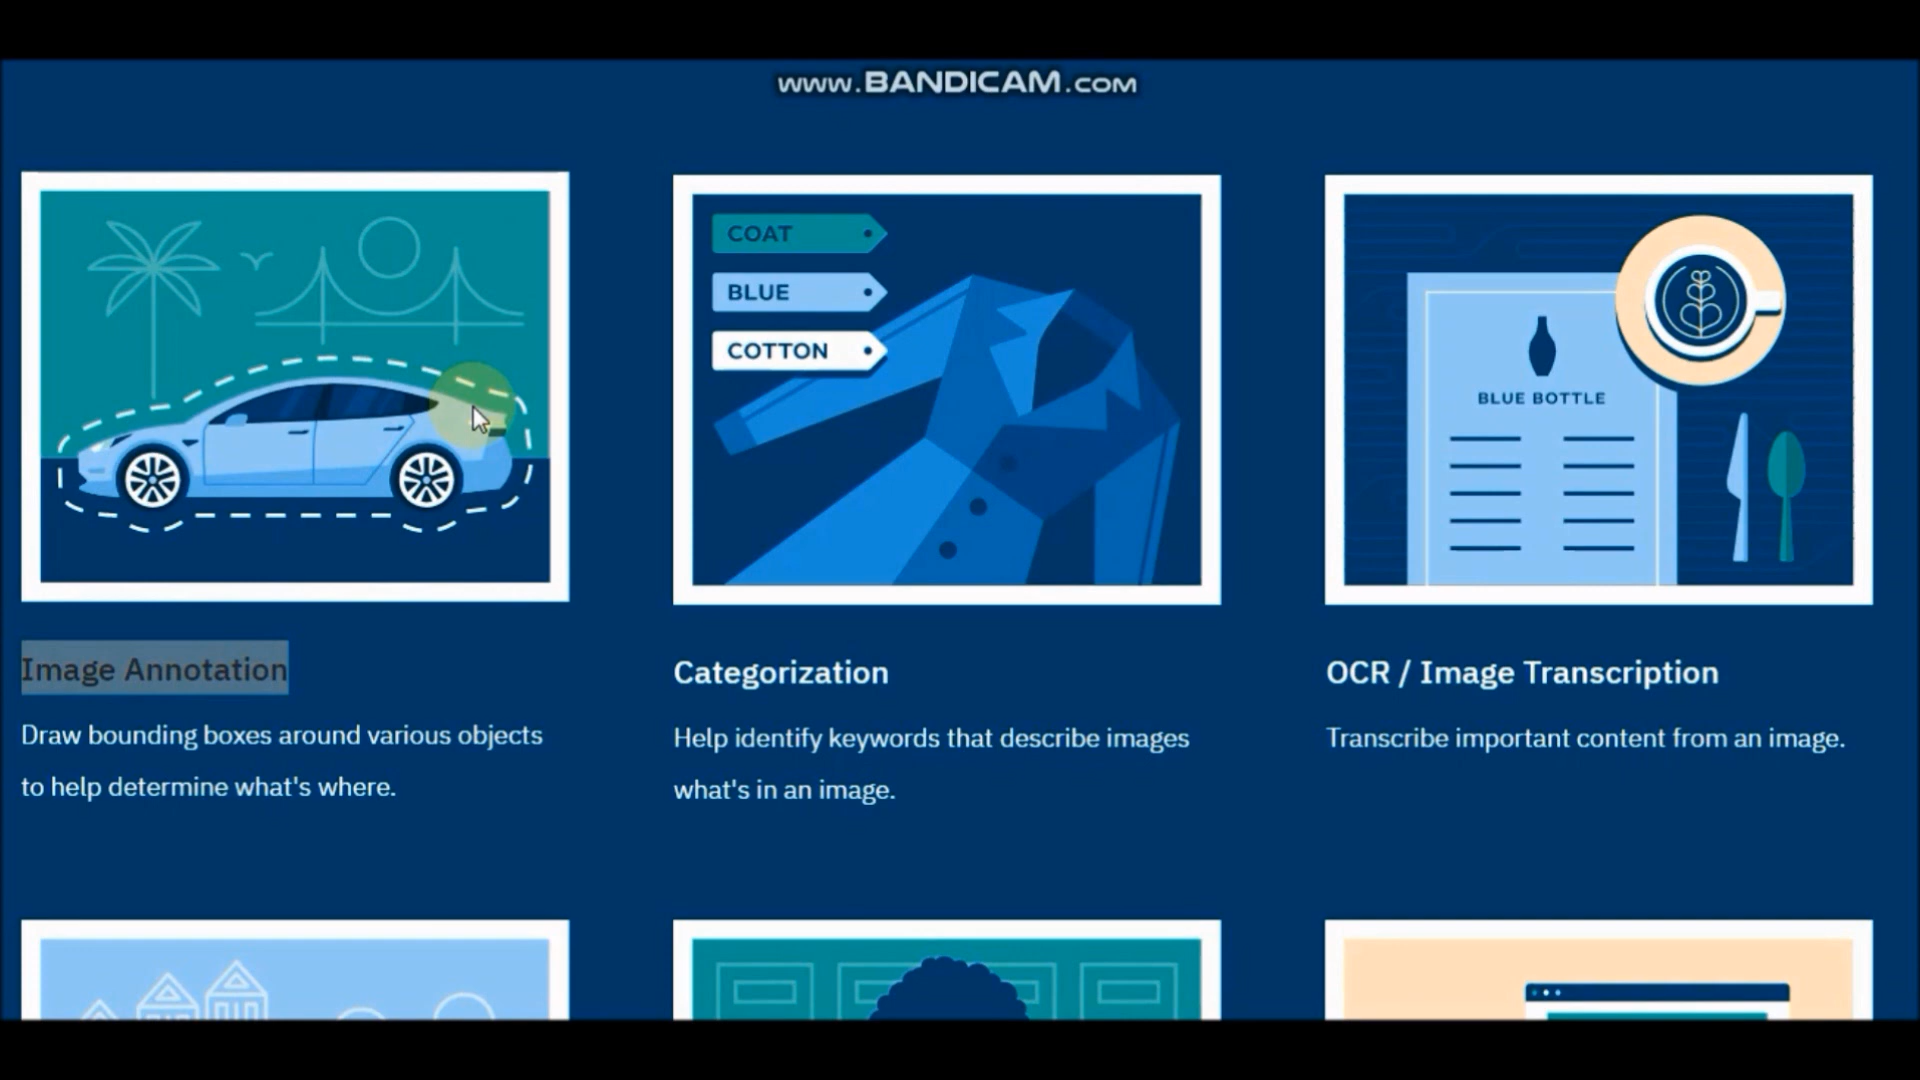 www.BANDICAM.com
COAT
BLUE
COTTON
BLUE BOTTLE
Image Annotation
Draw bounding boxes around various objects
to help determine what's where.
Categorization
Help identify keywords that describe images
what's in an image.
OCR / Image Transcription
Transcribe important content from an image.